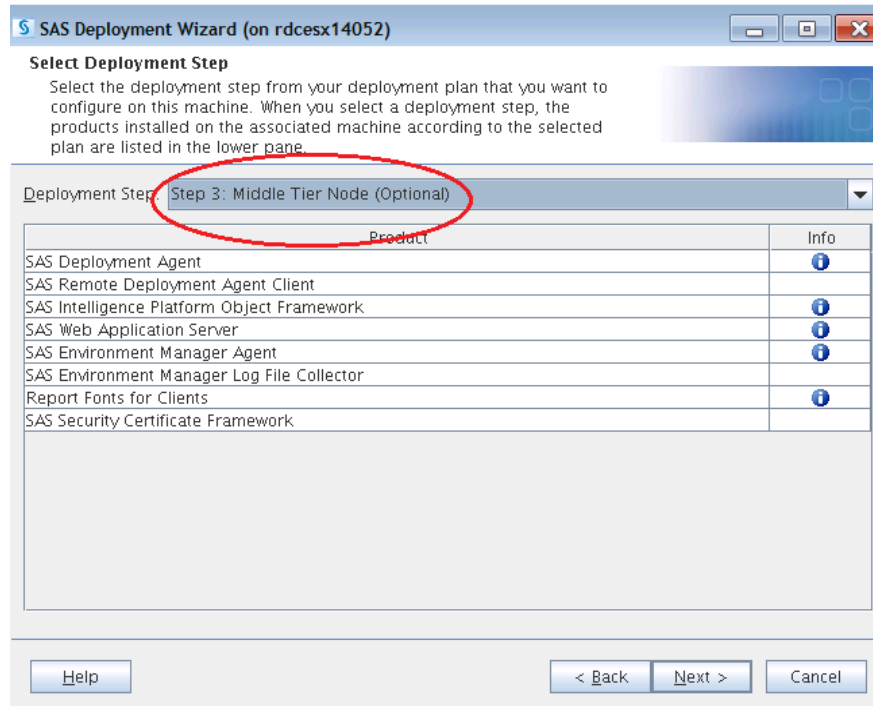 SAS Deployment Wizard (on rdcesx14052)
Select Deployment Step
Select the deployment step from your deployment plan that you want to
configure on this machine. When you select a deployment step, the
products installed on the associated machine according to the selected
plan are listed in the lower pane.
Deployment Step: Step 3: Middle Tier Node (Optional)
Product Info
SAS Deployment Agent
SAS Remote Deployment Agent Client
SAS Intelligence Platform Object Framework
SAS Web Application Server
SAS Environment Manager Agent
SAS Environment Manager Log File Collector
Report Fonts for Clients
SAS Security Certificate Framework
Help < Back Next > Cancel